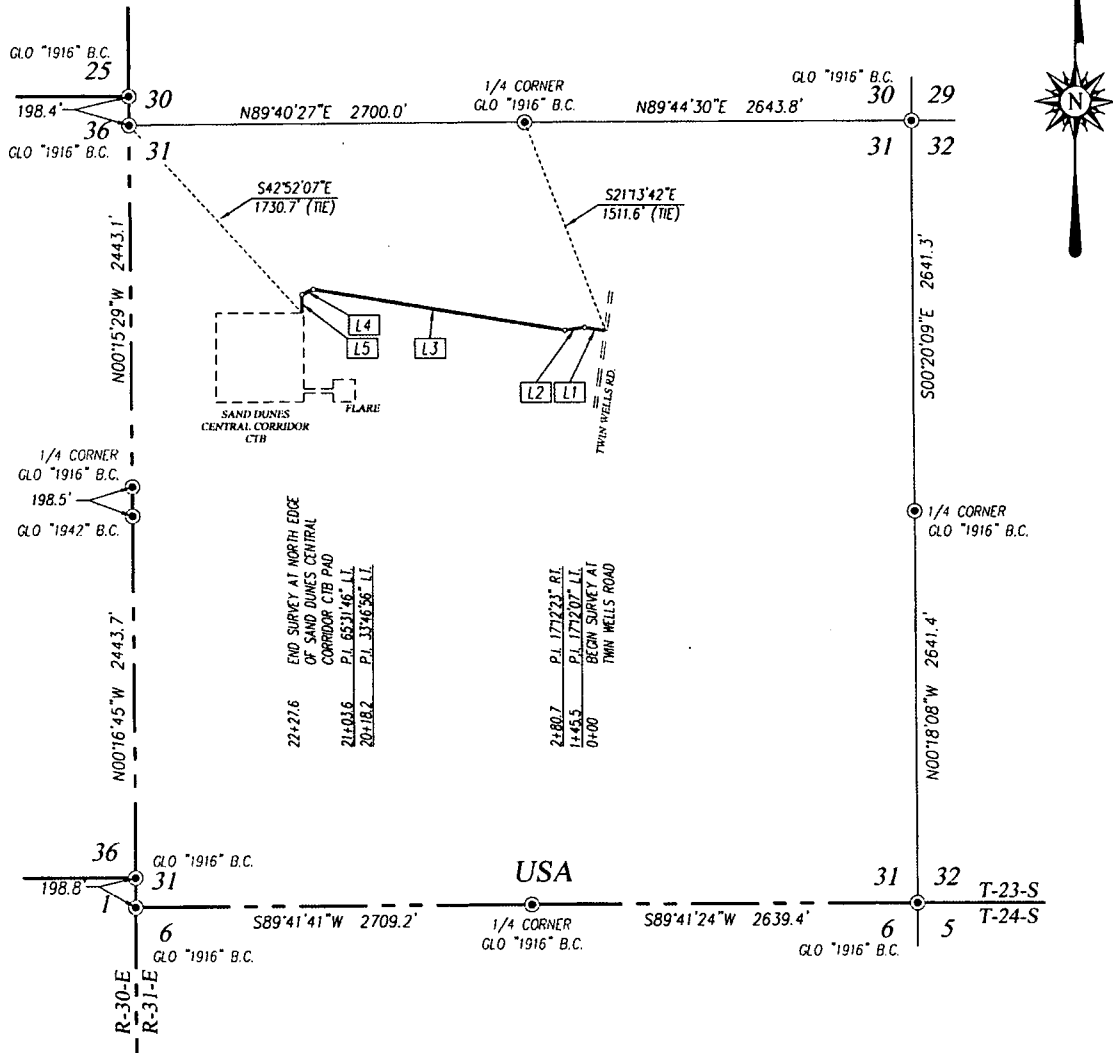 GLO "1916" B.C.
25
30
198.4'
36
31
GLO "1916" B.C.
N89°40'27"E 2700.0'
1/4 CORNER
GLO "1916" B.C.
N89°44'30"E 2643.8'
GLO "1916" B.C.
30
29
31
32
N
S42°52'07"E
1730.7' (TIE)
S21°13'42"E
1511.6' (TIE)
N00°15'29"W 2443.1'
S00°20'09"E 2641.3'
L4
L5
L3
L2
L1
TWIN WELLS RD.
FLARE
SAND DUNES
CENTRAL CORRIDOR
CTB
1/4 CORNER
GLO "1916" B.C.
198.5'
GLO "1942" B.C.
1/4 CORNER
GLO "1916" B.C.
22+27.6 END SURVEY AT NORTH EDGE
OF SAND DUNES CENTRAL
CORRIDOR CTB PAD
21+03.6 P.I. 65°31'46" LT.
20+18.2 P.I. 33°46'56" LT.
2+80.7 P.I. 17°12'23" RT.
1+45.5 P.I. 17°12'07" LT.
0+00 BEGIN SURVEY AT
TWIN WELLS ROAD
N00°16'45"W 2443.7'
N00°18'08"W 2641.4'
36
GLO "1916" B.C.
31
198.8'
1
6
GLO "1916" B.C.
S89°41'41"W 2709.2'
USA
1/4 CORNER
GLO "1916" B.C.
S89°41'24"W 2639.4'
31
32
T-23-S
T-24-S
6
5
GLO "1916" B.C.
R-30-E
R-31-E